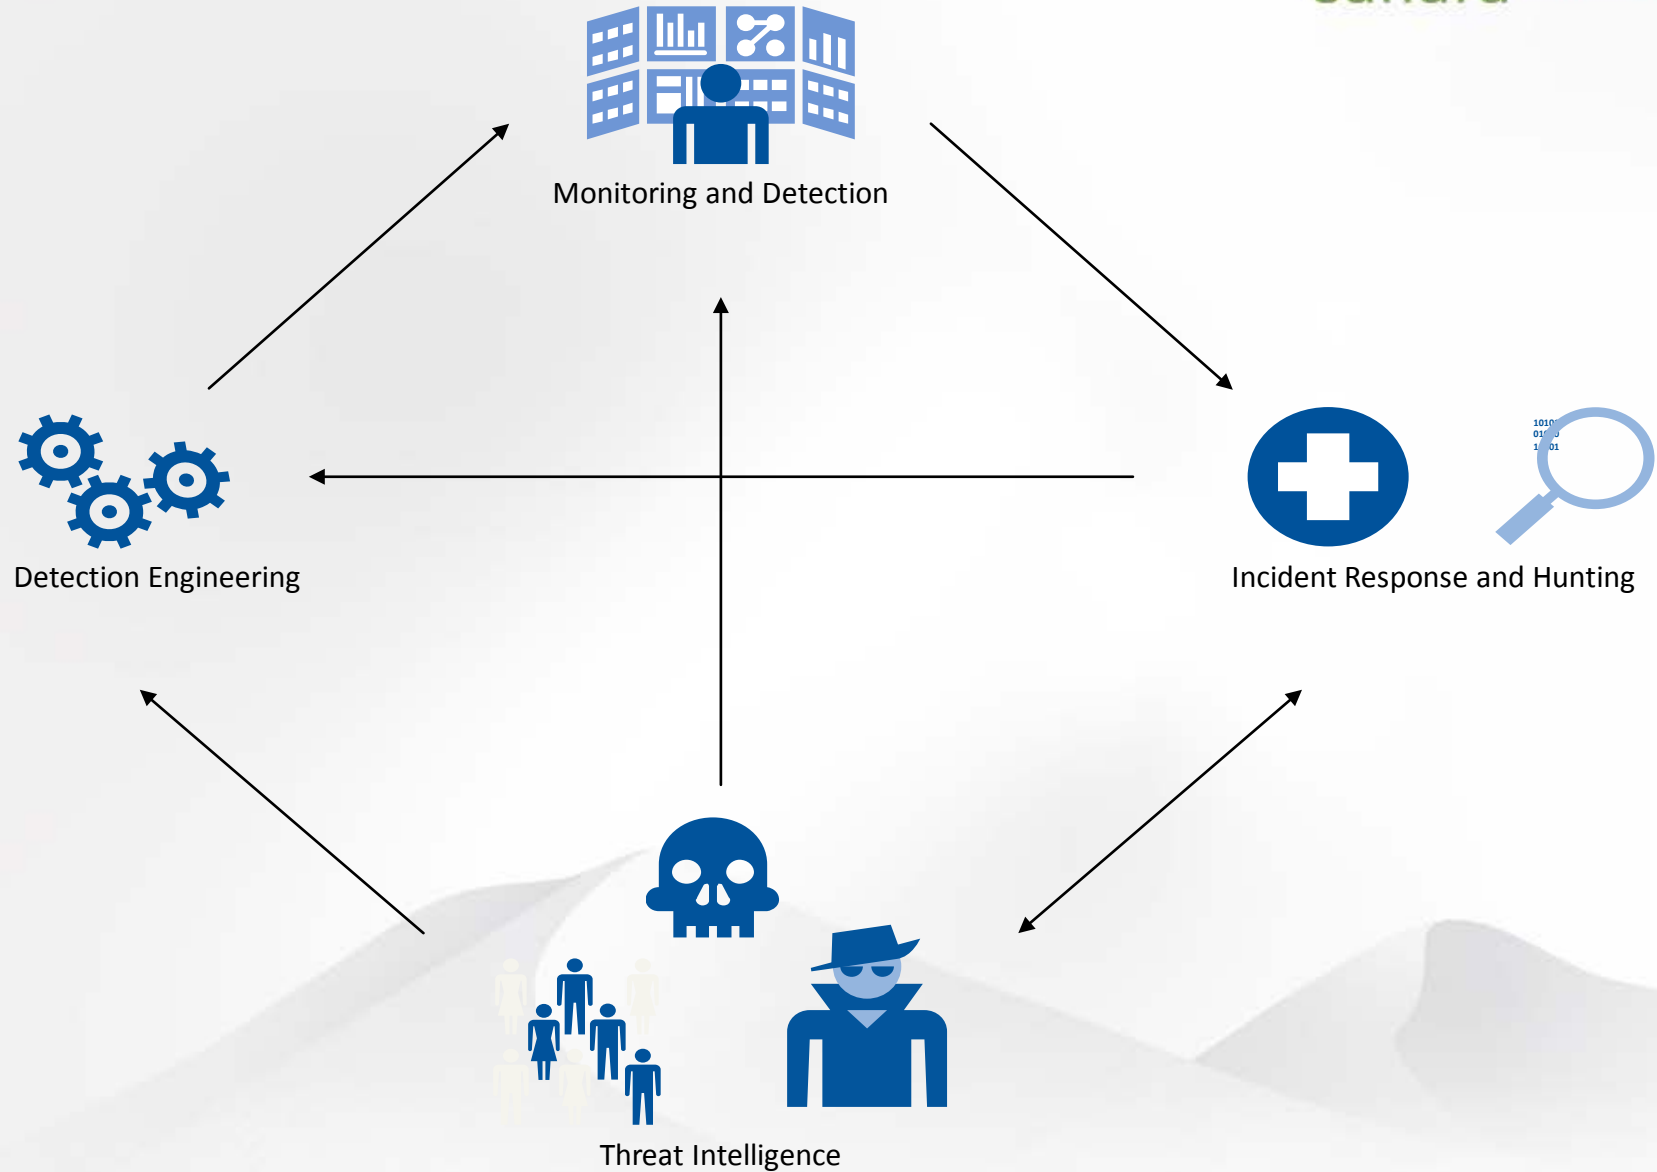 Monitoring and Detection
Detection Engineering
Incident Response and Hunting
Threat Intelligence